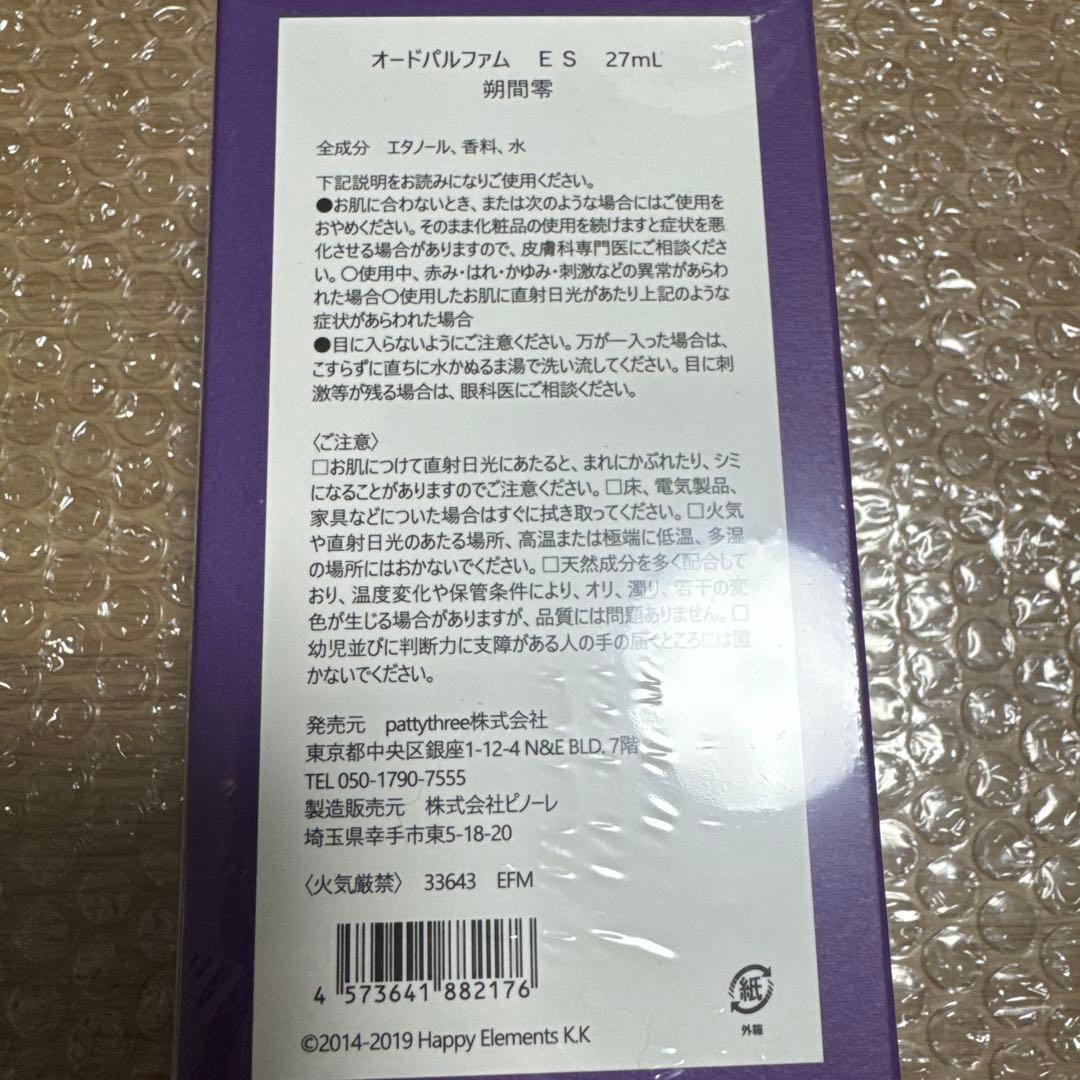 オードパルファム ＥＳ 27mL
朔間零
全成分 エタノール、香料、水
下記説明をお読みになりご使用ください。
●お肌に合わないとき、または次のような場合にはご使用を
おやめください。そのまま化粧品の使用を続けますと症状を悪
化させる場合がありますので、皮膚科専門医にご相談くださ
い。○使用中、赤み・はれ・かゆみ・刺激などの異常があらわ
れた場合○使用したお肌に直射日光があたり上記のような
症状があらわれた場合
●目に入らないようにご注意ください。万が一入った場合は、
こすらずに直ちに水かぬるま湯で洗い流してください。目に刺
激等が残る場合は、眼科医にご相談ください。
〈ご注意〉
□お肌につけて直射日光にあたると、まれにかぶれたり、シミ
になることがありますのでご注意ください。□床、電気製品、
家具などについた場合はすぐに拭き取ってください。□火気
や直射日光のあたる場所、高温または極端に低温、多湿
の場所にはおかないでください。□天然成分を多く配合して
おり、温度変化や保管条件により、オリ、濁り、若干の変
色が生じる場合がありますが、品質には問題ありません。□
幼児並びに判断力に支障がある人の手の届くところには置
かないでください。
発売元 pattythree株式会社
東京都中央区銀座1-12-4 N&E BLD. 7階
TEL 050-1790-7555
製造販売元 株式会社ピノーレ
埼玉県幸手市東5-18-20
〈火気厳禁〉 33643 EFM
4 573641 882176
紙
外箱
©2014-2019 Happy Elements K.K